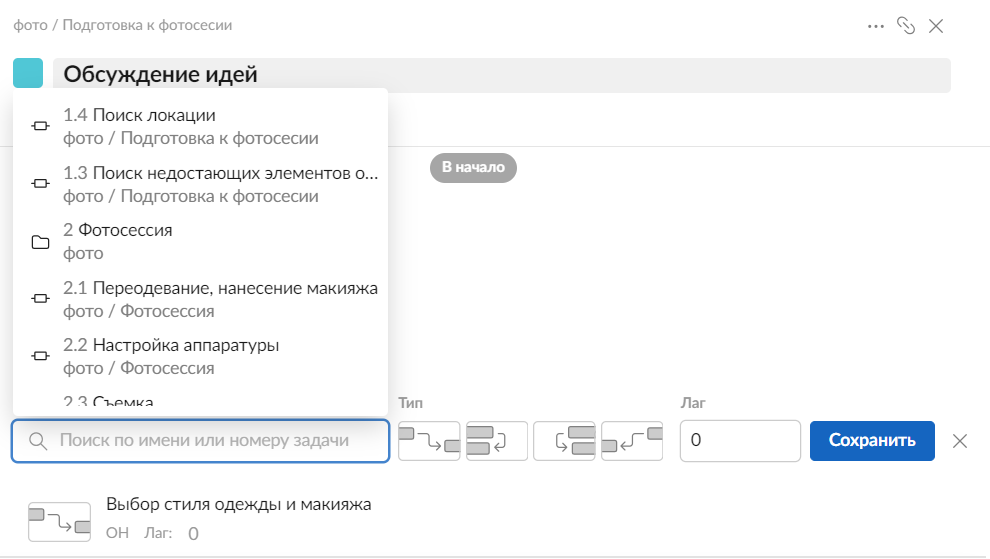 фото / Подготовка к фотосесии
Обсуждение идей
1.4 Поиск локации
фото / Подготовка к фотосесии
1.3 Поиск недостающих элементов о...
фото / Подготовка к фотосесии
2 Фотосессия
фото
2.1 Переодевание, нанесение макияжа
фото / Фотосессия
2.2 Настройка аппаратуры
фото / Фотосессия
2.3 Съемка
В начало
Тип
Лаг
Поиск по имени или номеру задачи
0
Сохранить
Выбор стиля одежды и макияжа
ОН Лаг: 0